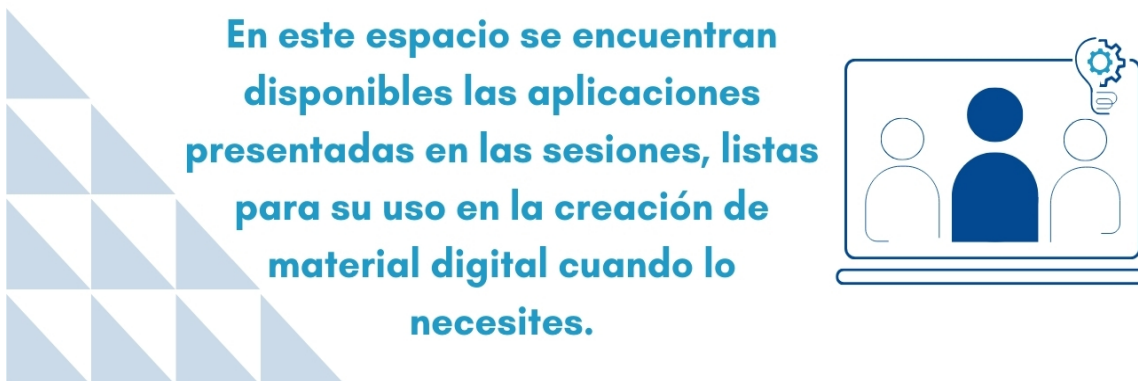 En este espacio se encuentran
disponibles las aplicaciones
presentadas en las sesiones, listas
para su uso en la creación de
material digital cuando lo
necesites.